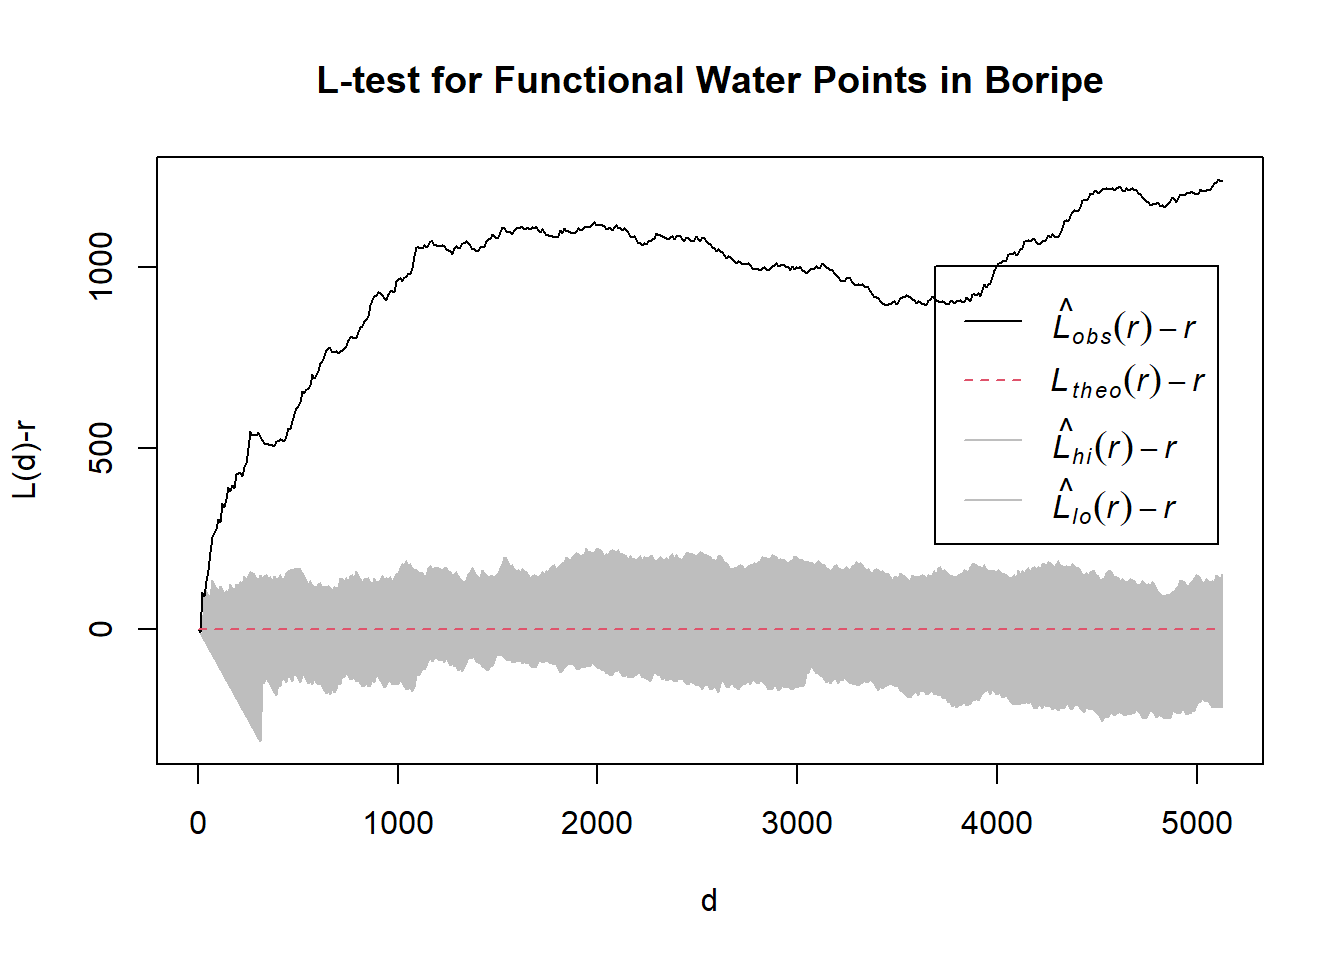 L-test for Functional Water Points in Boripe
L(d)-r
1000
500
0
L̂obs(r) – r
Ltheo(r) – r
L̂hi(r) – r
L̂lo(r) – r
0 1000 2000 3000 4000 5000
d